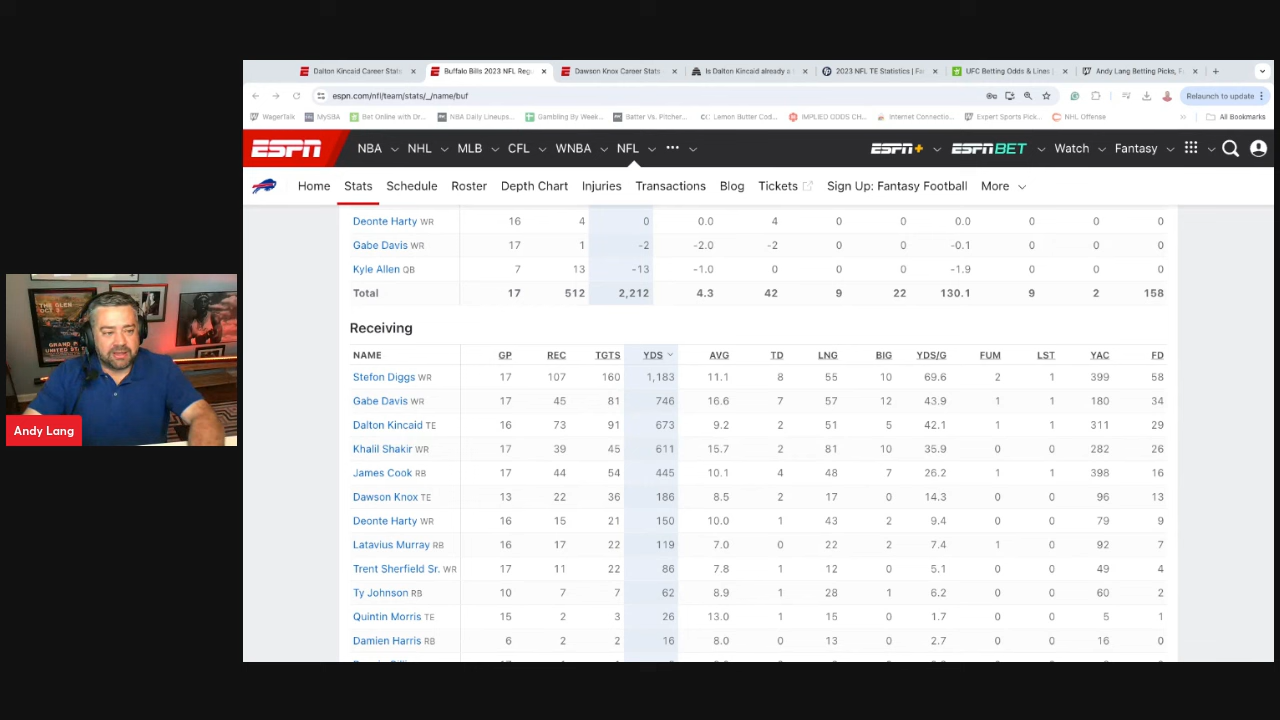 Dalton Kincaid Career Stats
Buffalo Bills 2023 NFL Reg
Dawson Knox Career Stats
Is Dalton Kincaid already a
2023 NFL TE Statistics | Fa
UFC Betting Odds & Lines |
Andy Lang Betting Picks, F
espn.com/nfl/team/stats/_/name/buf
Relaunch to update
WagerTalk
MySBA
Bet Online with Dr...
NBA Daily Lineups...
Gambling By Week...
Batter vs. Pitcher...
Lemon Butter Cod...
IMPLIED ODDS CH...
Internet Connectio...
Expert Sports Pick...
NHL Offense
All Bookmarks
ESPN NBA NHL MLB CFL WNBA NFL ESPN+ ESPN BET Watch Fantasy
Home Stats Schedule Roster Depth Chart Injuries Transactions Blog Tickets Sign Up: Fantasy Football More
Deonte Harty WR 16 4 0 0.0 4 0 0 0.0 0 0 0
Gabe Davis WR 17 1 -2 -2.0 -2 0 0 -0.1 0 0 0
Kyle Allen QB 7 13 -13 -1.0 0 0 0 -1.9 0 0 0
Total 17 512 2,212 4.3 42 9 22 130.1 9 2 158
Receiving
NAME GP REC TGTS YDS AVG TD LNG BIG YDS/G FUM LST YAC FD
Stefon Diggs WR 17 107 160 1,183 11.1 8 55 10 69.6 2 1 399 58
Gabe Davis WR 17 45 81 746 16.6 7 57 12 43.9 1 1 180 34
Dalton Kincaid TE 16 73 91 673 9.2 2 51 5 42.1 1 1 311 29
Khalil Shakir WR 17 39 45 611 15.7 2 81 10 35.9 0 0 282 26
James Cook RB 17 44 54 445 10.1 4 48 7 26.2 1 1 398 16
Dawson Knox TE 13 22 36 186 8.5 2 17 0 14.3 0 0 96 13
Deonte Harty WR 16 15 21 150 10.0 1 43 2 9.4 0 0 79 9
Latavius Murray RB 16 17 22 119 7.0 0 22 2 7.4 1 0 92 7
Trent Sherfield Sr. WR 17 11 22 86 7.8 1 12 0 5.1 0 0 49 4
Ty Johnson RB 10 7 7 62 8.9 1 28 1 6.2 0 0 60 2
Quintin Morris TE 15 2 3 26 13.0 1 15 0 1.7 0 0 5 1
Damien Harris RB 6 2 2 16 8.0 0 13 0 2.7 0 0 16 0
THE GLEN
OCT 3
GRAND P
UNITED STA
Andy Lang